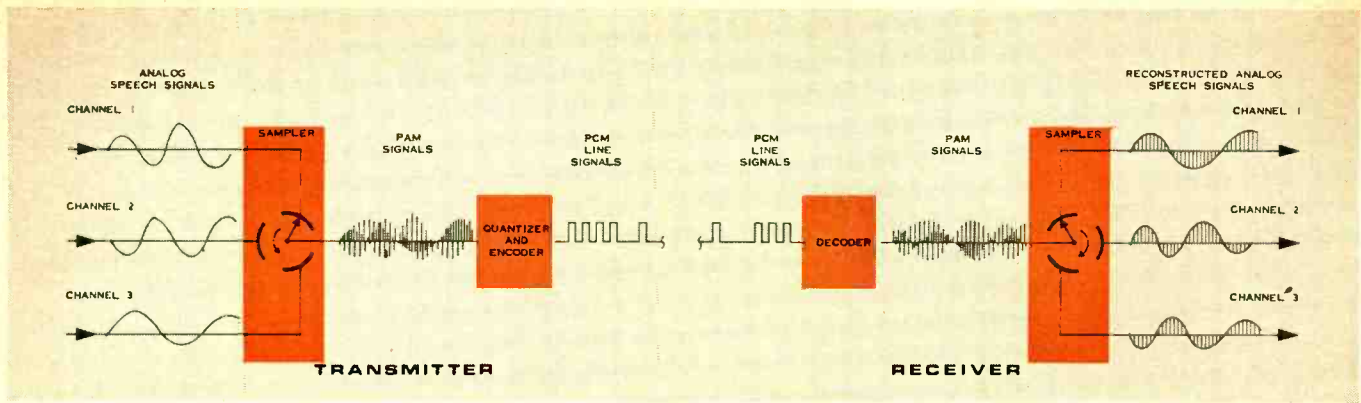 ANALOG
SPEECH SIGNALS
CHANNEL 1
CHANNEL 2
CHANNEL 3
SAMPLER
PAM
SIGNALS
QUANTIZER
AND
ENCODER
PCM
LINE
SIGNALS
TRANSMITTER
PCM
LINE
SIGNALS
DECODER
PAM
SIGNALS
SAMPLER
RECONSTRUCTED ANALOG
SPEECH SIGNALS
CHANNEL 1
CHANNEL 2
CHANNEL 3
RECEIVER